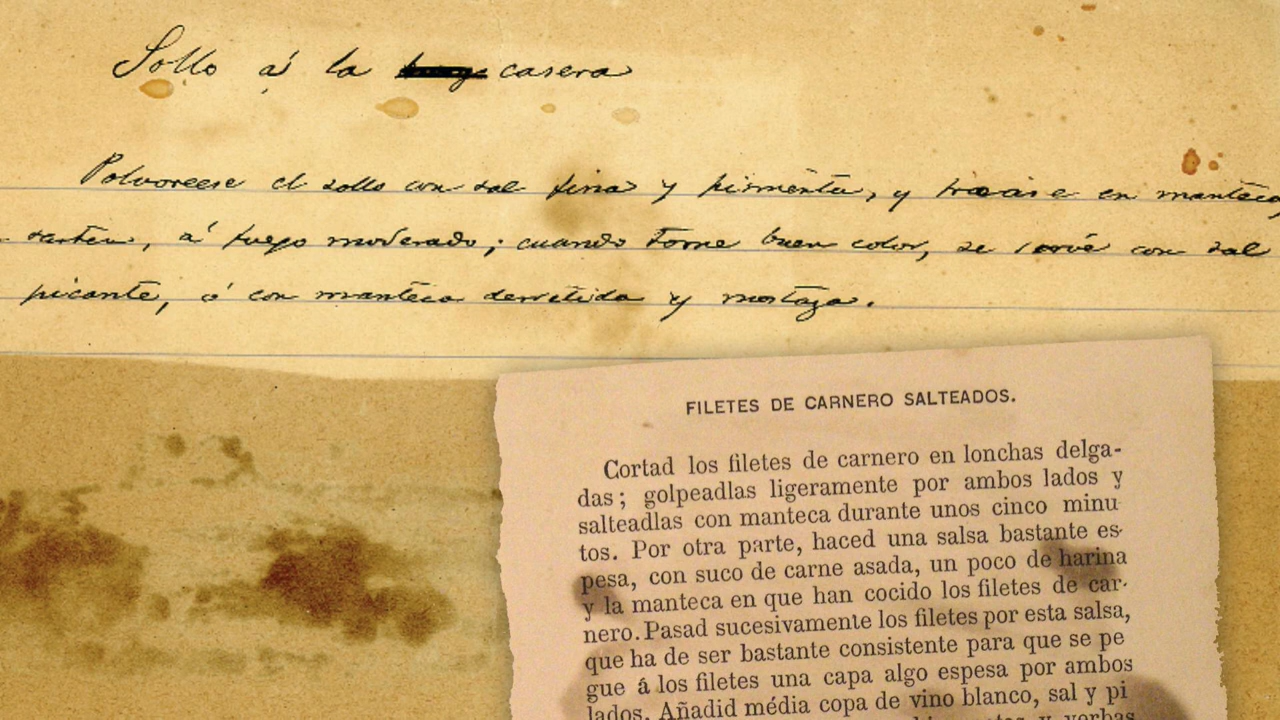 Sollo á la casera
Polvoreese el sollo con sal fina y pimienta, y en manteca
sarten, á fuego moderado; cuando tome buen color, se sirve con sal
picante, ó con manteca derretida y mostaza.
FILETES DE CARNERO SALTEADOS.
Cortad los filetes de carnero en lonchas delga-
das; golpeadlas ligeramente por ambos lados y
salteadlas con manteca durante unos cinco minu
tos. Por otra parte, haced una salsa bastante es-
pesa, con suco de carne asada, un poco de harina
y la manteca en que han cocido los filetes de car-
nero. Pasad sucesivamente los filetes por esta salsa,
que ha de ser bastante consistente para que se pe
gue á los filetes una capa algo espesa por ambos
lados. Añadid média copa de vino blanco, sal y pi
y yerbas